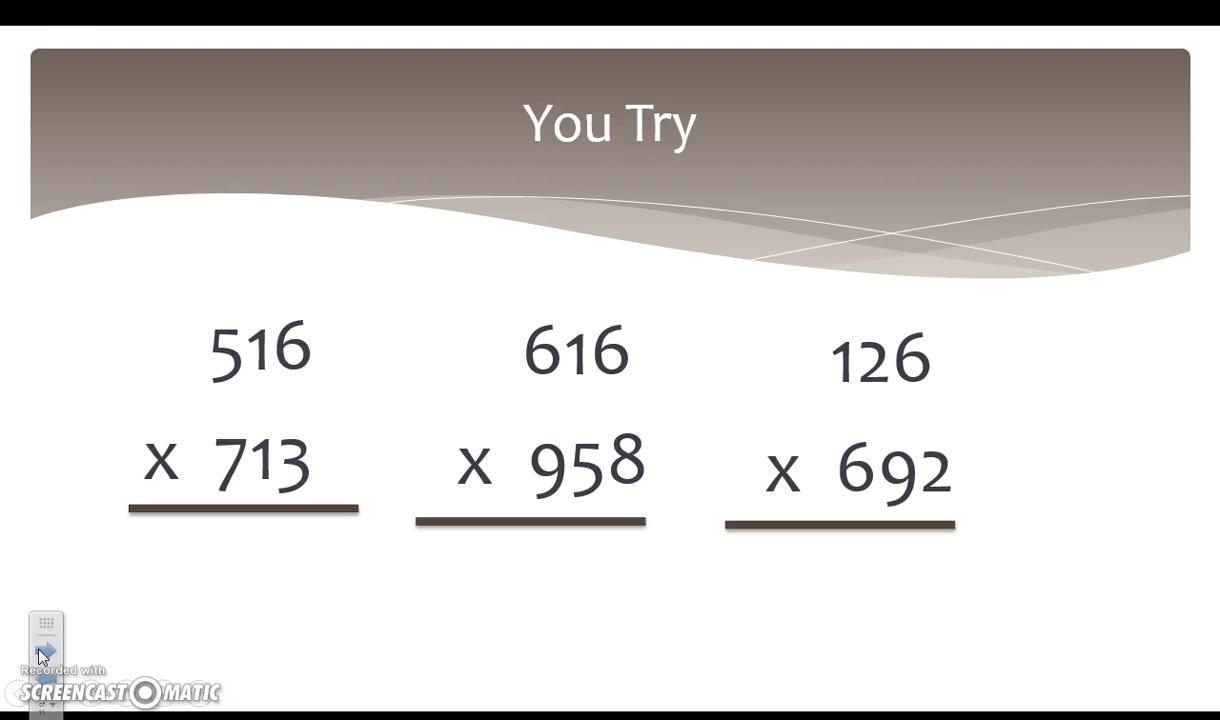 You Try
516 616 126
x 713 x 958 x 692
Recorded with
SCREENCAST O MATIC